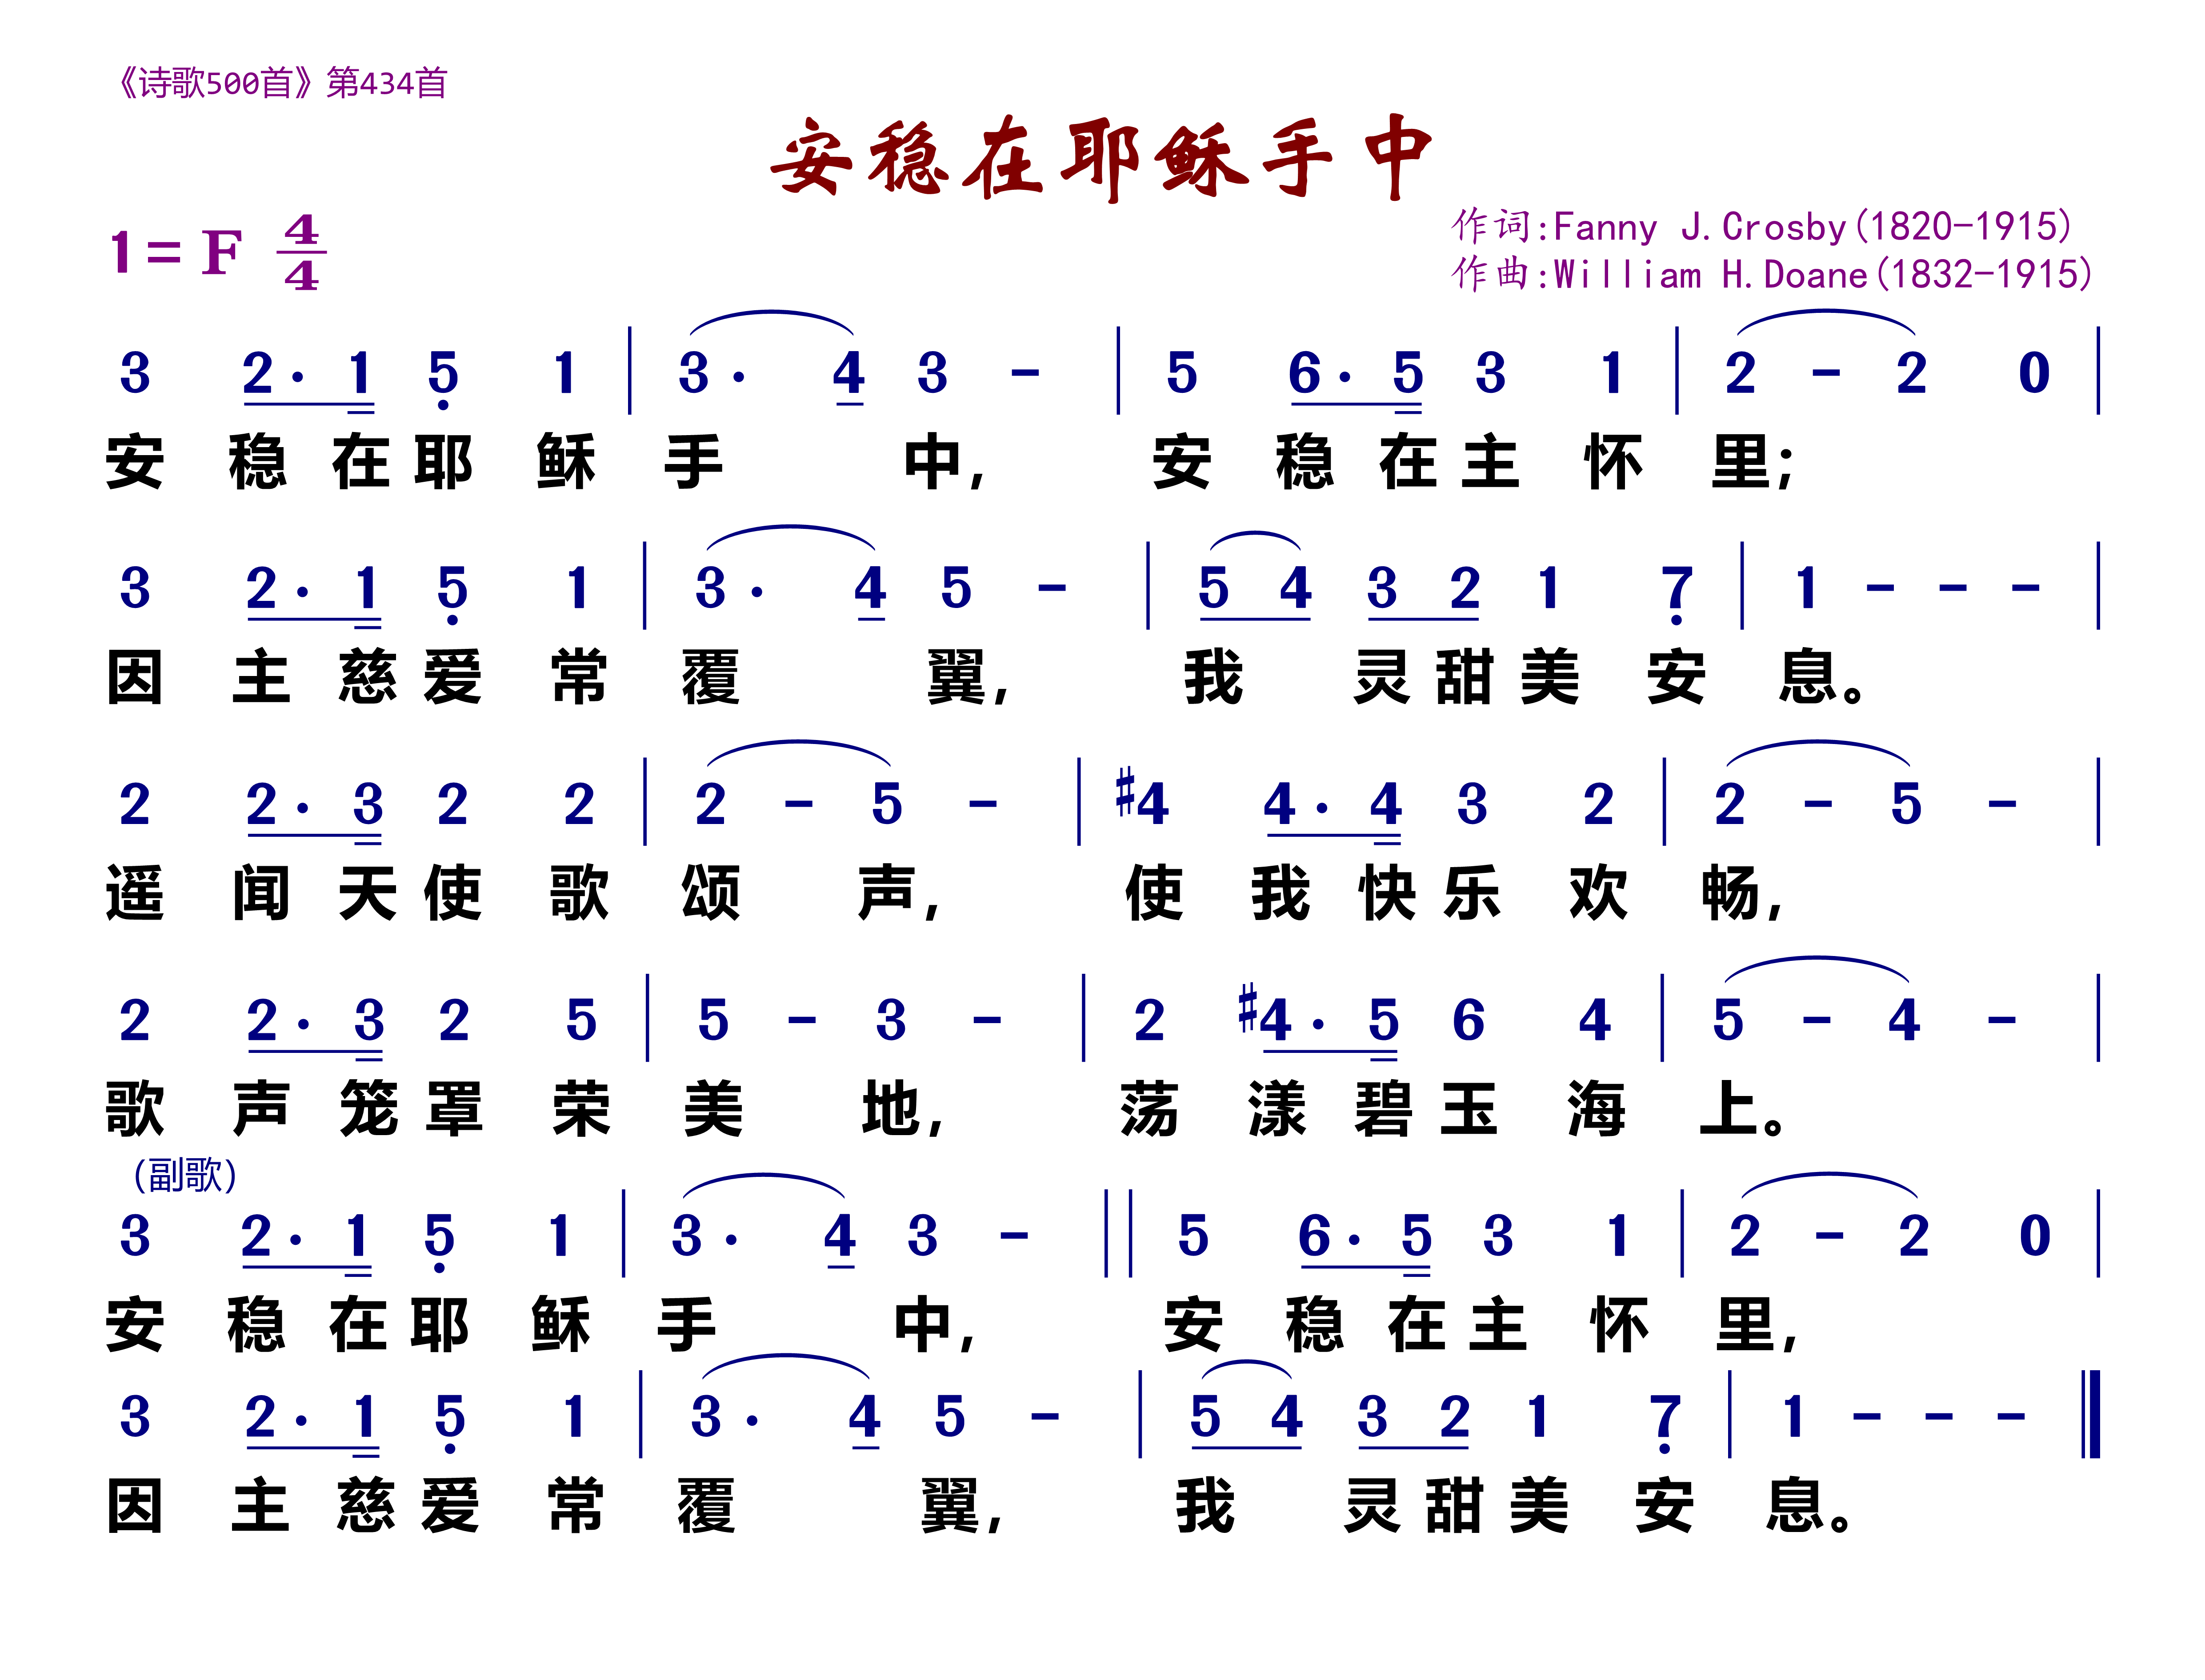 《诗歌500首》第434首
安稳在耶稣手中
1=F 4/4
作词:Fanny J.Crosby(1820-1915)
作曲:William H.Doane(1832-1915)
3 2· 1 5 1 | 3· 4 3 - | 5 6· 5 3 1 | 2 - 2 0 |
安稳在耶稣手中,安稳在主怀里;
3 2· 1 5 1 | 3· 4 5 - | 5 4 3 2 1 7 | 1 - - - |
因主慈爱常覆翼,我灵甜美安息。
2 2· 3 2 2 | 2 - 5 - | #4 4· 4 3 2 | 2 - 5 - |
遥闻天使歌颂声,使我快乐欢畅,
2 2· 3 2 5 | 5 - 3 - | 2 #4· 5 6 4 | 5 - 4 - |
歌声笼罩荣美地,荡漾碧玉海上。
(副歌)
3 2· 1 5 1 | 3· 4 3 - || 5 6· 5 3 1 | 2 - 2 0 |
安稳在耶稣手中,安稳在主怀里,
3 2· 1 5 1 | 3· 4 5 - | 5 4 3 2 1 7 | 1 - - - ‖
因主慈爱常覆翼,我灵甜美安息。